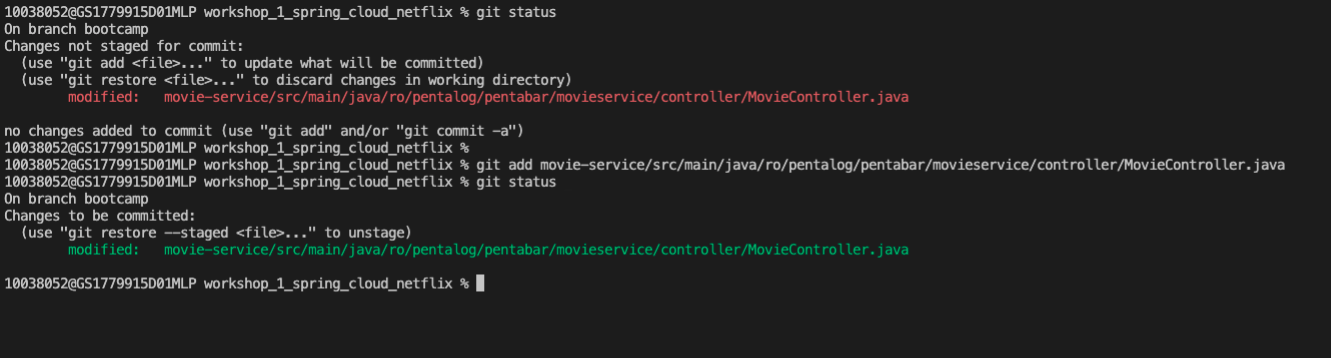 10038052@GS1779915D01MLP workshop_1_spring_cloud_netflix % git status
On branch bootcamp
Changes not staged for commit:
  (use "git add <file>..." to update what will be committed)
  (use "git restore <file>..." to discard changes in working directory)
        modified:   movie-service/src/main/java/ro/pentalog/pentabar/movieservice/controller/MovieController.java

no changes added to commit (use "git add" and/or "git commit -a")
10038052@GS1779915D01MLP workshop_1_spring_cloud_netflix %
10038052@GS1779915D01MLP workshop_1_spring_cloud_netflix % git add movie-service/src/main/java/ro/pentalog/pentabar/movieservice/controller/MovieController.java
10038052@GS1779915D01MLP workshop_1_spring_cloud_netflix % git status
On branch bootcamp
Changes to be committed:
  (use "git restore --staged <file>..." to unstage)
        modified:   movie-service/src/main/java/ro/pentalog/pentabar/movieservice/controller/MovieController.java

10038052@GS1779915D01MLP workshop_1_spring_cloud_netflix %